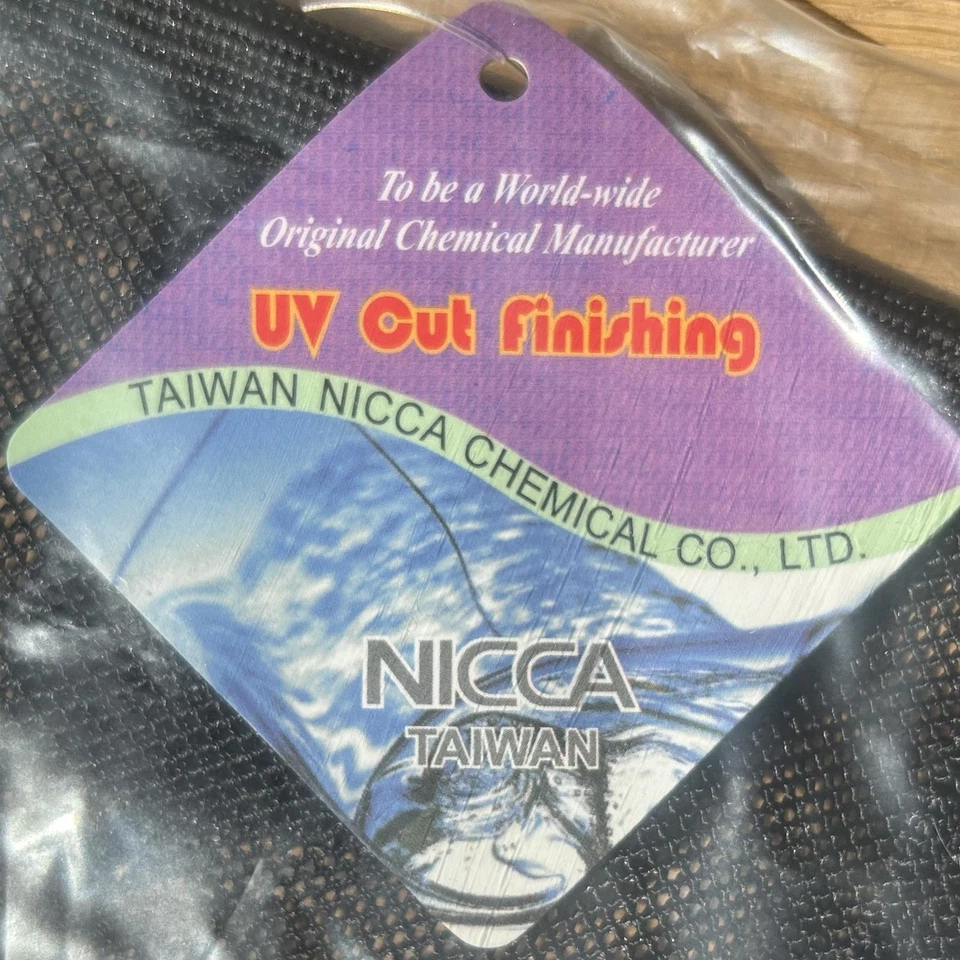 To be a World-wide
Original Chemical Manufacturer
UV Cut Finishing
TAIWAN NICCA CHEMICAL CO., LTD.
NICCA
TAIWAN